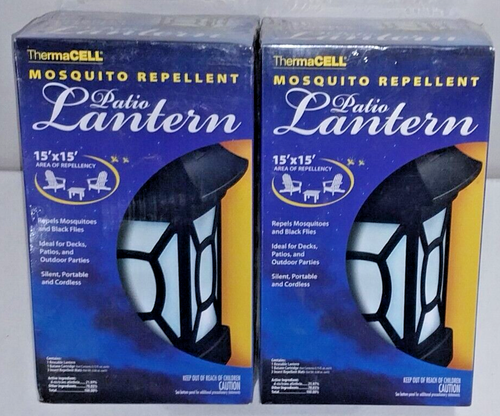 ThermaCELL
MOSQUITO REPELLENT
Patio
Lantern
15'x15'
AREA OF REPELLENCY
Repels Mosquitoes
and Black Flies
Ideal for Decks,
Patios, and
Outdoor Parties
Silent, Portable
and Cordless
Contains:
KEEP OUT OF REACH OF CHILDREN
CAUTION
ThermaCELL
MOSQUITO REPELLENT
Patio
Lantern
15'x15'
AREA OF REPELLENCY
Repels Mosquitoes
and Black Flies
Ideal for Decks,
Patios, and
Outdoor Parties
Silent, Portable
and Cordless
Contains:
KEEP OUT OF REACH OF CHILDREN
CAUTION